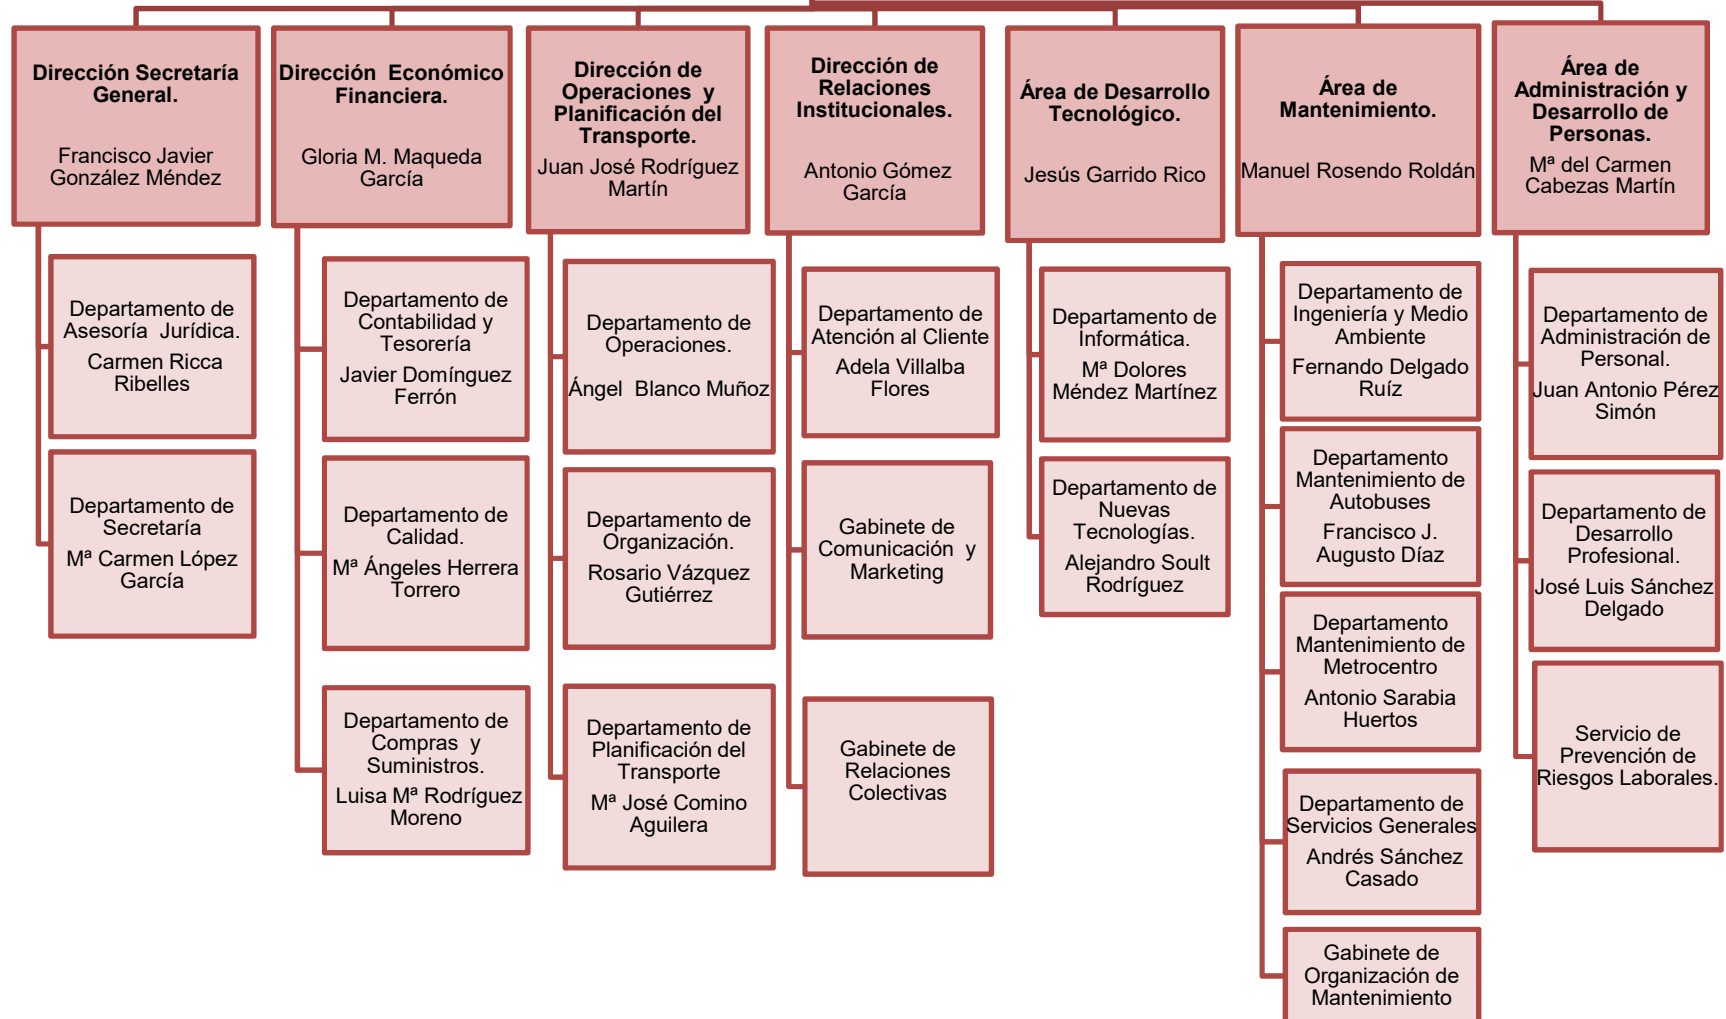 Dirección Secretaría
General.
Francisco Javier
González Méndez
Departamento de
Asesoría Jurídica.
Carmen Ricca
Ribelles
Departamento de
Secretaría
Mª Carmen López
García
Dirección Económico
Financiera.
Gloria M. Maqueda
García
Departamento de
Contabilidad y
Tesorería
Javier Domínguez
Ferrón
Departamento de
Calidad.
Mª Ángeles Herrera
Torrero
Departamento de
Compras y
Suministros.
Luisa Mª Rodríguez
Moreno
Dirección de
Operaciones y
Planificación del
Transporte.
Juan José Rodríguez
Martín
Departamento de
Operaciones.
Ángel Blanco Muñoz
Departamento de
Organización.
Rosario Vázquez
Gutiérrez
Departamento de
Planificación del
Transporte
Mª José Comino
Aguilera
Dirección de
Relaciones
Institucionales.
Antonio Gómez
García
Departamento de
Atención al Cliente
Adela Villalba
Flores
Gabinete de
Comunicación y
Marketing
Gabinete de
Relaciones
Colectivas
Área de Desarrollo
Tecnológico.
Jesús Garrido Rico
Departamento de
Informática.
Mª Dolores
Méndez Martínez
Departamento de
Nuevas
Tecnologías.
Alejandro Soult
Rodríguez
Área de
Mantenimiento.
Manuel Rosendo Roldán
Departamento de
Ingeniería y Medio
Ambiente
Fernando Delgado
Ruíz
Departamento
Mantenimiento de
Autobuses
Francisco J.
Augusto Díaz
Departamento
Mantenimiento de
Metrocentro
Antonio Sarabia
Huertos
Departamento de
Servicios Generales
Andrés Sánchez
Casado
Gabinete de
Organización de
Mantenimiento
Área de
Administración y
Desarrollo de
Personas.
Mª del Carmen
Cabezas Martín
Departamento de
Administración de
Personal.
Juan Antonio Pérez
Simón
Departamento de
Desarrollo
Profesional.
José Luis Sánchez
Delgado
Servicio de
Prevención de
Riesgos Laborales.